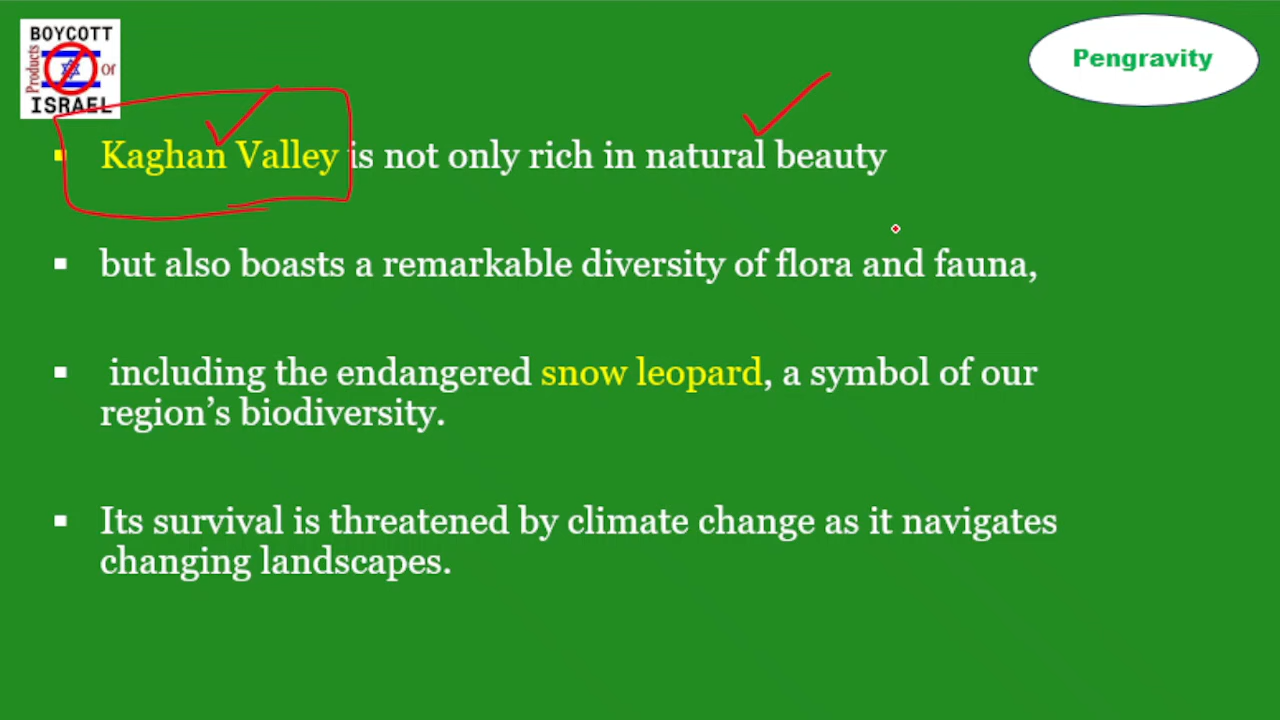 BOYCOTT
Products
or
ISRAEL
Pengravity
▪ Kaghan Valley is not only rich in natural beauty
▪ but also boasts a remarkable diversity of flora and fauna,
▪ including the endangered snow leopard, a symbol of our
region's biodiversity.
▪ Its survival is threatened by climate change as it navigates
changing landscapes.